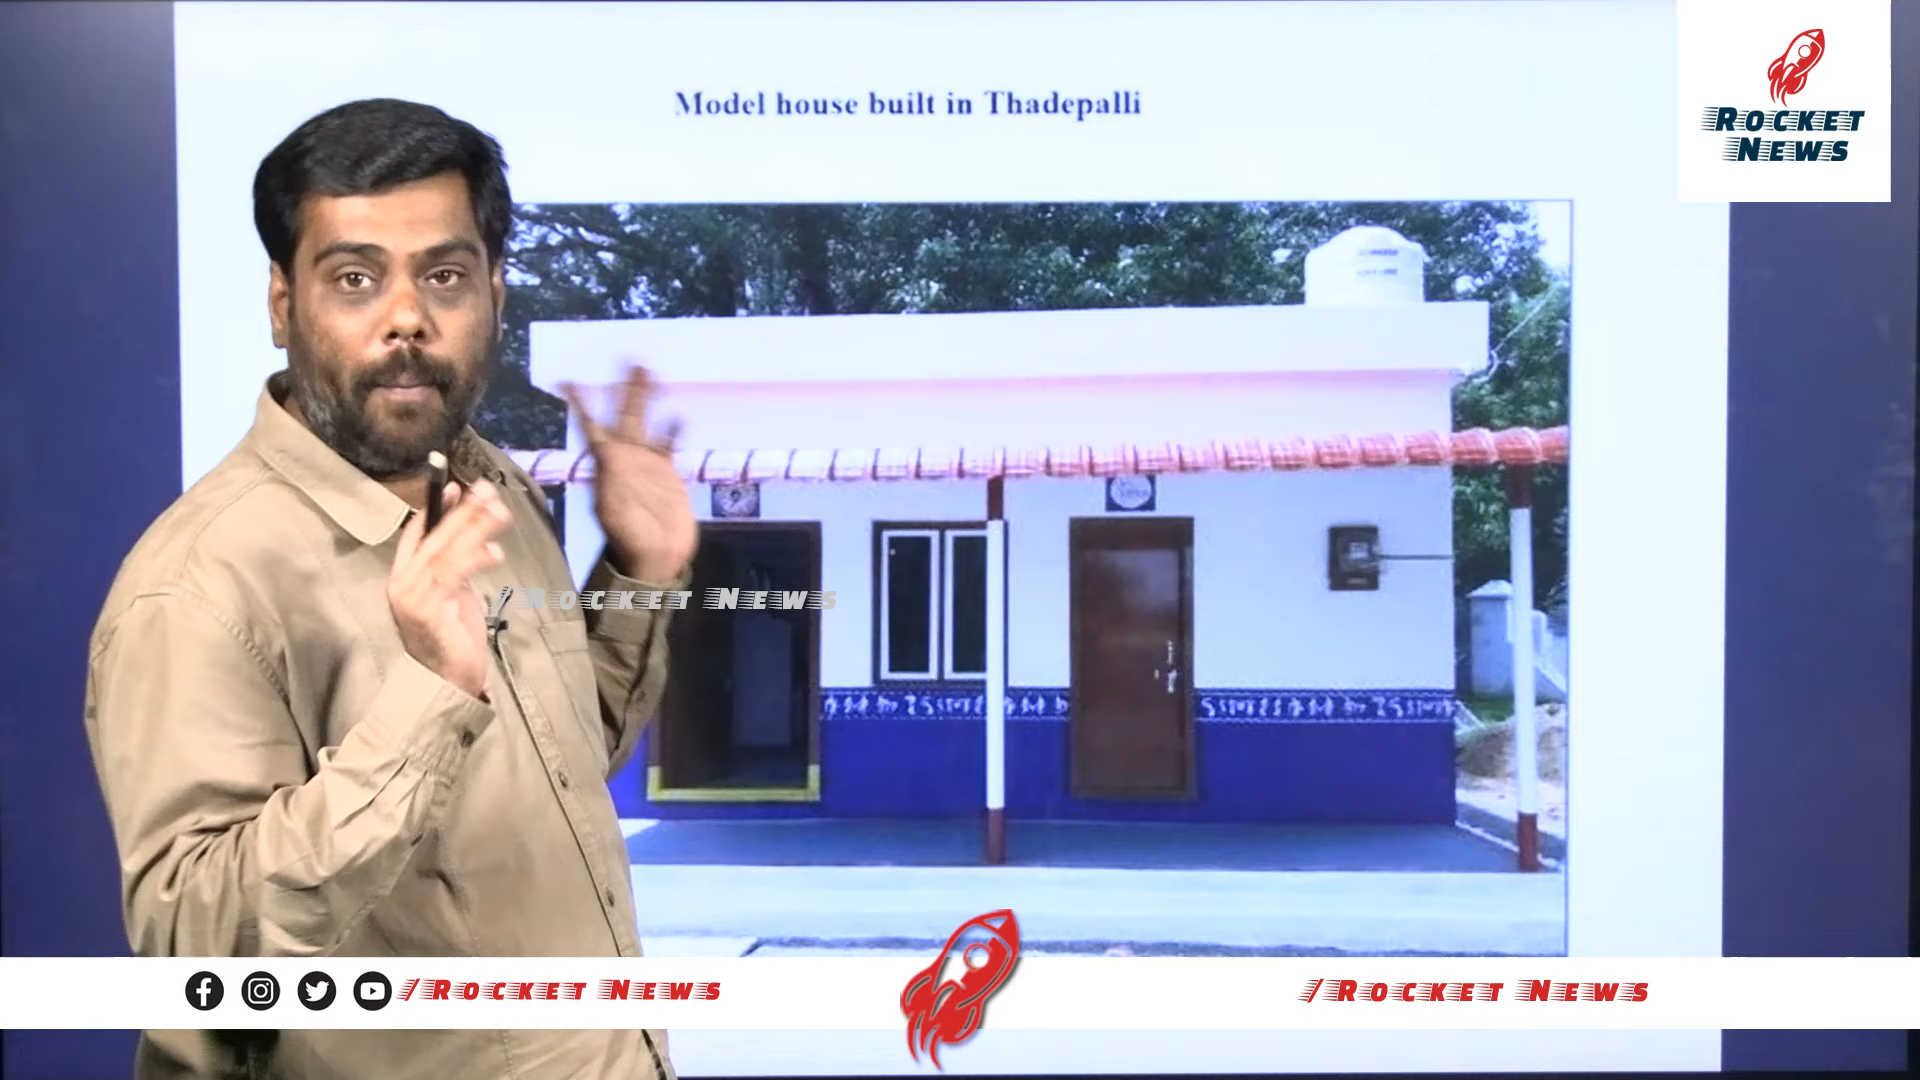 Model house built in Thadepalli
ROCKET
NEWS
/ROCKET NEWS
/ROCKET NEWS
/ROCKET NEWS